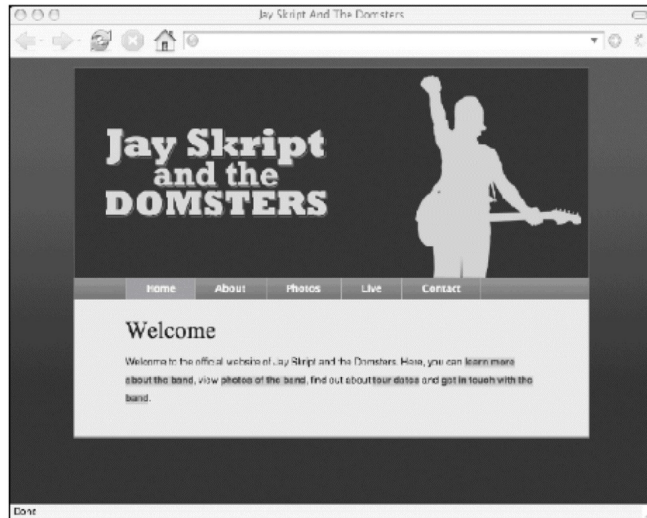 Jay Skript And The Domsters
Jay Skript
and the
DOMSTERS
Home About Photos Live Contact
Welcome
Welcome to the official website of Jay Skript and the Domsters. Here, you can learn more
about the band, view photos of the band, find out about tour dates and get in touch with the
band.
Done